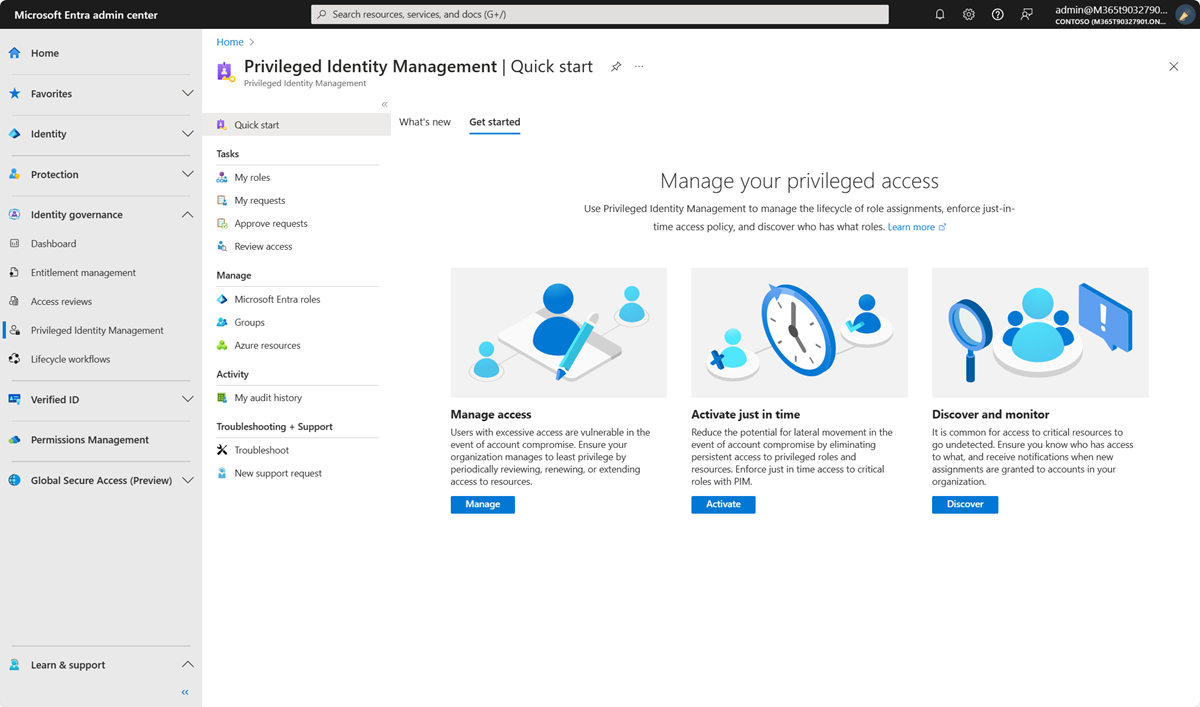 Microsoft Entra admin center
Search resources, services, and docs (G+/)
admin@M365t9032790...
CONTOSO (M365T90327901.ON...
Home
Favorites
Identity
Protection
Identity governance
Dashboard
Entitlement management
Access reviews
Privileged Identity Management
Lifecycle workflows
Verified ID
Permissions Management
Global Secure Access (Preview)
Learn & support
Home
Privileged Identity Management | Quick start
Privileged Identity Management
Quick start
Tasks
My roles
My requests
Approve requests
Review access
Manage
Microsoft Entra roles
Groups
Azure resources
Activity
My audit history
Troubleshooting + Support
Troubleshoot
New support request
What's new
Get started
Manage your privileged access
Use Privileged Identity Management to manage the lifecycle of role assignments, enforce just-in-
time access policy, and discover who has what roles. Learn more
Manage access
Users with excessive access are vulnerable in the
event of account compromise. Ensure your
organization manages to least privilege by
periodically reviewing, renewing, or extending
access to resources.
Manage
Activate just in time
Reduce the potential for lateral movement in the
event of account compromise by eliminating
persistent access to privileged roles and
resources. Enforce just in time access to critical
roles with PIM.
Activate
Discover and monitor
It is common for access to critical resources to
go undetected. Ensure you know who has access
to what, and receive notifications when new
assignments are granted to accounts in your
organization.
Discover